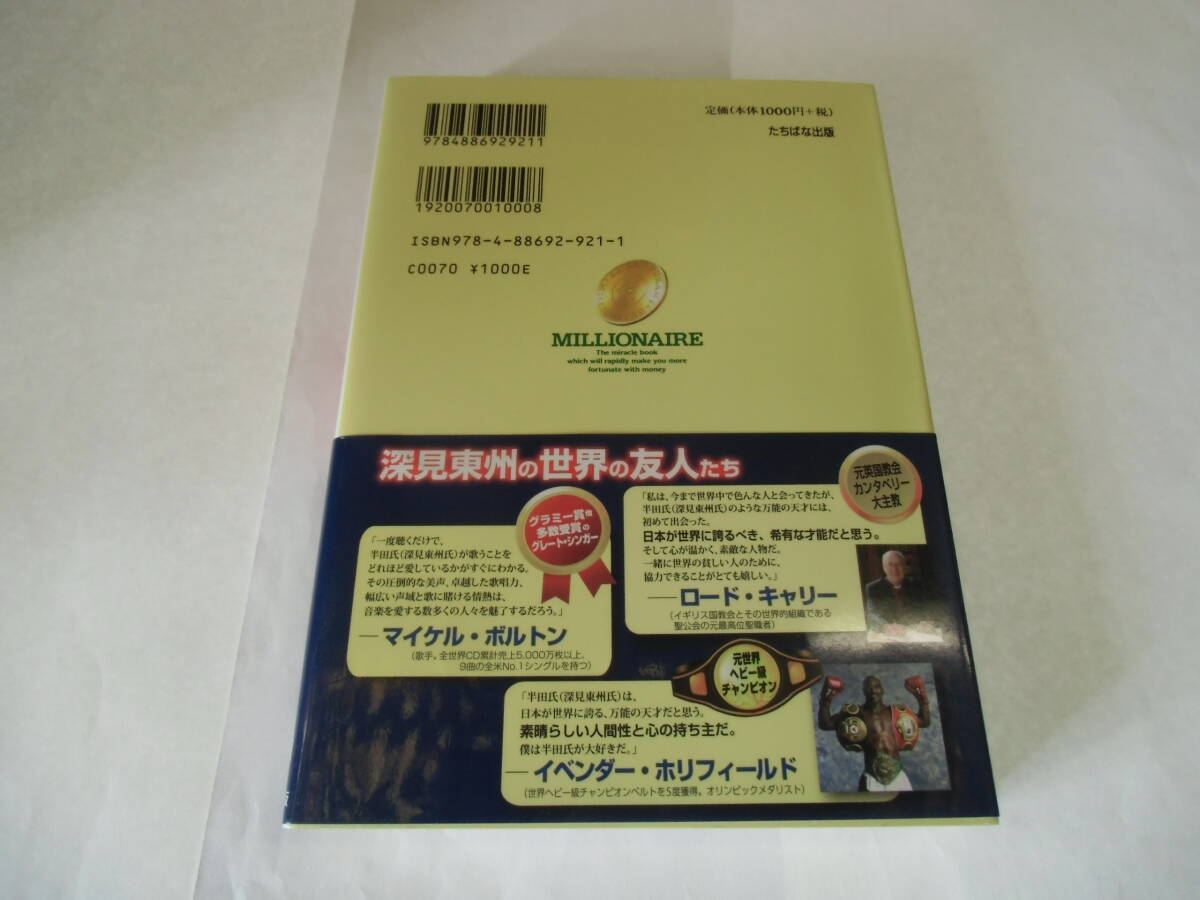 9784886929211
1920070010008
ISBN978-4-88692-921-1
C0070 ¥1000E
定価(本体1000円+税)
たちばな出版
MILLIONAIRE
The miracle book
which will rapidly make you more
fortunate with money
深見東州の世界の友人たち
グラミー賞他
多数受賞の
グレート・シンガー
「一度聴くだけで、
半田氏(深見東州氏)が歌うことを
どれほど愛しているかがすぐにわかる。
その圧倒的な美声、卓越した歌唱力、
幅広い声域と歌に賭ける情熱は、
音楽を愛する数多くの人々を魅了するだろう。」
―マイケル・ボルトン
(歌手。全世界CD累計売上5,000万枚以上、
9曲の全米No.1シングルを持つ)
元英国教会
カンタベリー
大主教
「私は、今まで世界中で色んな人と会ってきたが、
半田氏(深見東州氏)のような万能の天才には、
初めて出会った。
日本が世界に誇るべき、希有な才能だと思う。
そして心が温かく、素敵な人物だ。
一緒に世界の貧しい人のために、
協力できることがとても嬉しい。」
―ロード・キャリー
(イギリス国教会とその世界的組織である
聖公会の元最高位聖職者)
元世界
ヘビー級
チャンピオン
「半田氏(深見東州氏)は、
日本が世界に誇る、万能の天才だと思う。
素晴らしい人間性と心の持ち主だ。
僕は半田氏が大好きだ。」
―イベンダー・ホリフィールド
(世界ヘビー級チャンピオンベルトを5度獲得。オリンピックメダリスト)